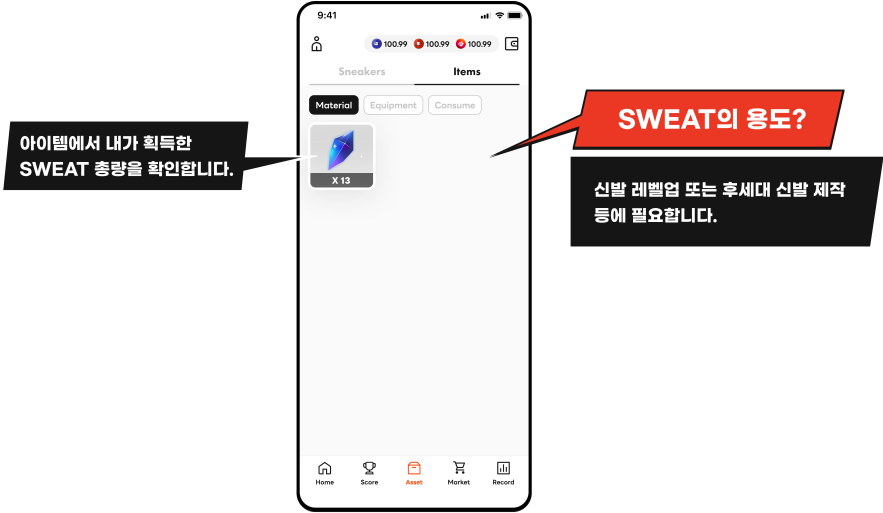 9:41
100.99 100.99 100.99
Sneakers Items
Material Equipment Consume
X 13
아이템에서 내가 획득한
SWEAT 총량을 확인합니다.
SWEAT의 용도?
신발 레벨업 또는 후세대 신발 제작
등에 필요합니다.
Home Score Asset Market Record